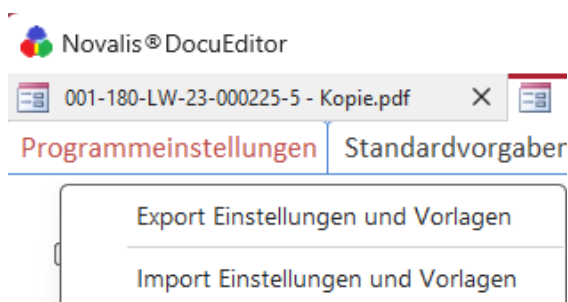 Novalis® DocuEditor
001-180-LW-23-000225-5 - Kopie.pdf
Programmeinstellungen Standardvorgaben
Export Einstellungen und Vorlagen
Import Einstellungen und Vorlagen